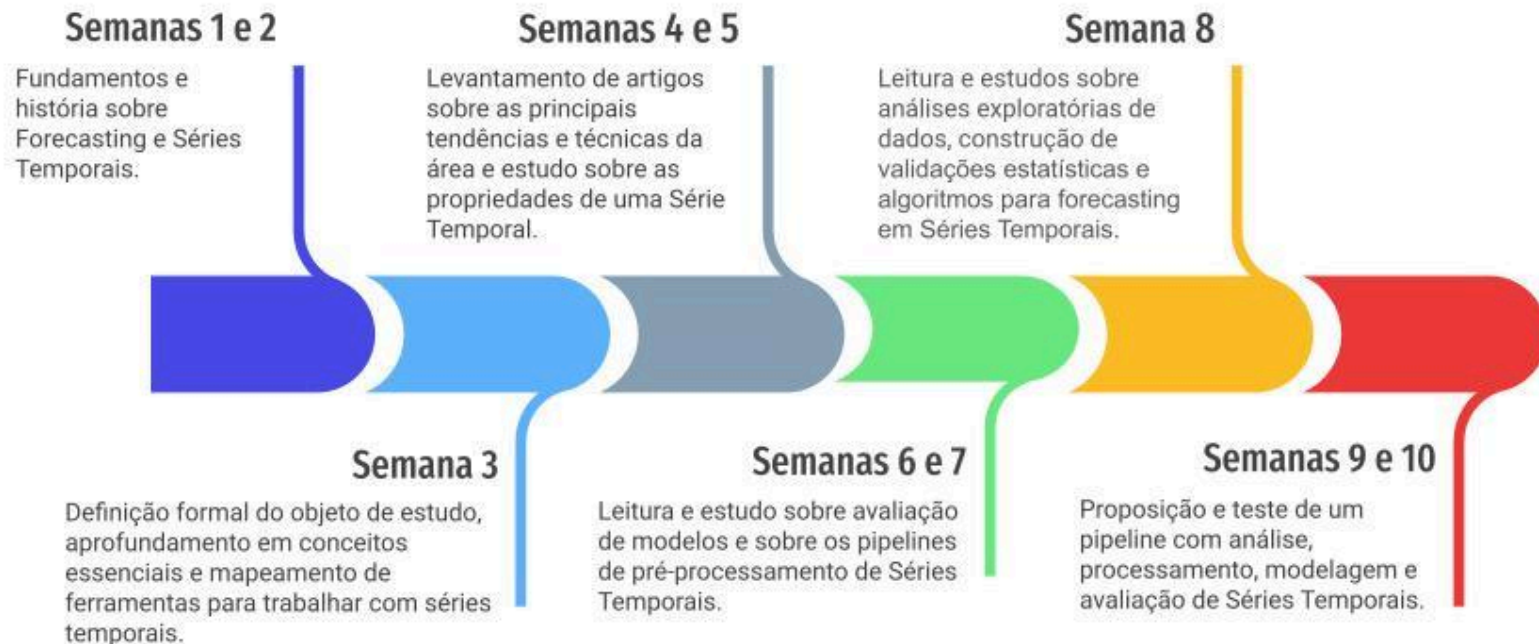 Semanas 1 e 2
Fundamentos e
história sobre
Forecasting e Séries
Temporais.
Semana 3
Definição formal do objeto de estudo,
aprofundamento em conceitos
essenciais e mapeamento de
ferramentas para trabalhar com séries
temporais.
Semanas 4 e 5
Levantamento de artigos
sobre as principais
tendências e técnicas da
área e estudo sobre as
propriedades de uma Série
Temporal.
Semanas 6 e 7
Leitura e estudo sobre avaliação
de modelos e sobre os pipelines
de pré-processamento de Séries
Temporais.
Semana 8
Leitura e estudos sobre
análises exploratórias de
dados, construção de
validações estatísticas e
algoritmos para forecasting
em Séries Temporais.
Semanas 9 e 10
Proposição e teste de um
pipeline com análise,
processamento, modelagem e
avaliação de Séries Temporais.